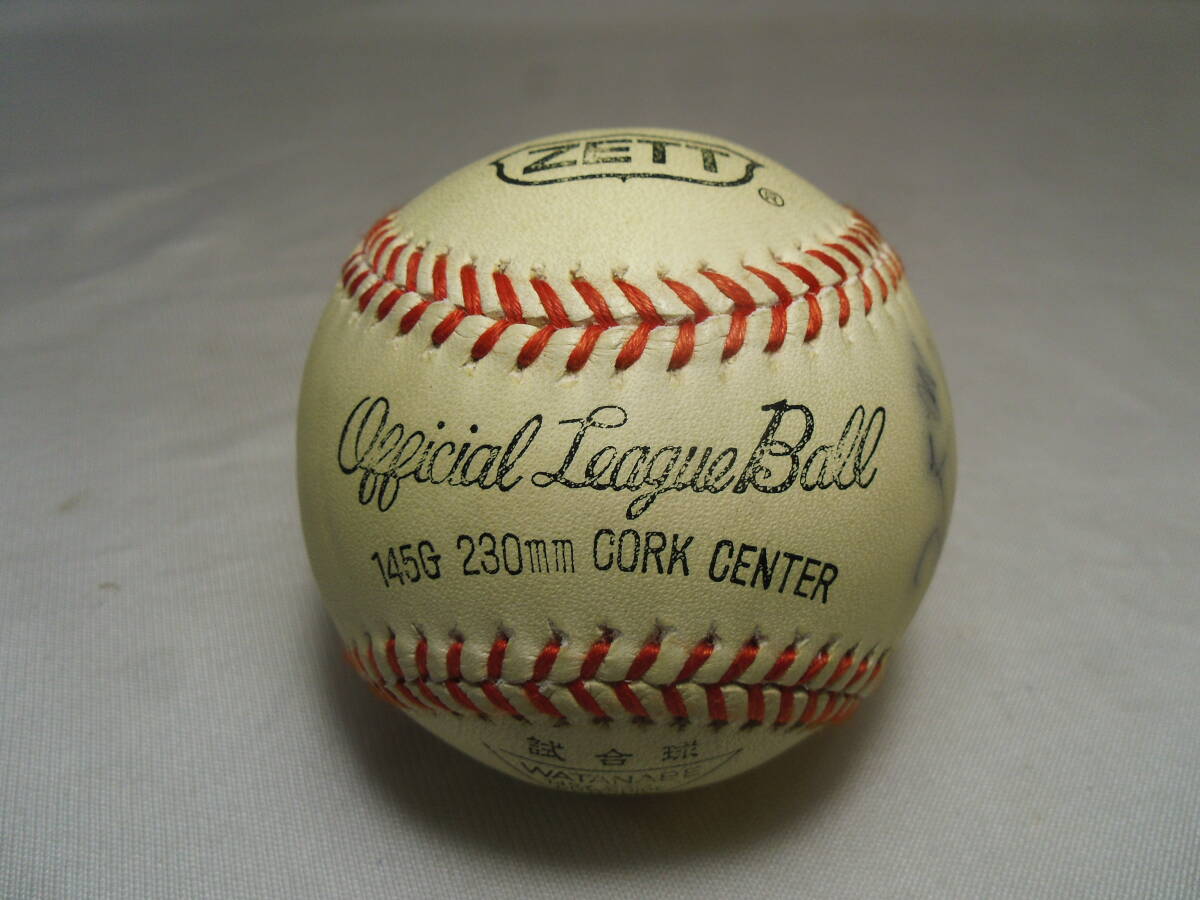 ZETT
®
Official League Ball
145G 230mm CORK CENTER
試合球
WATANABE